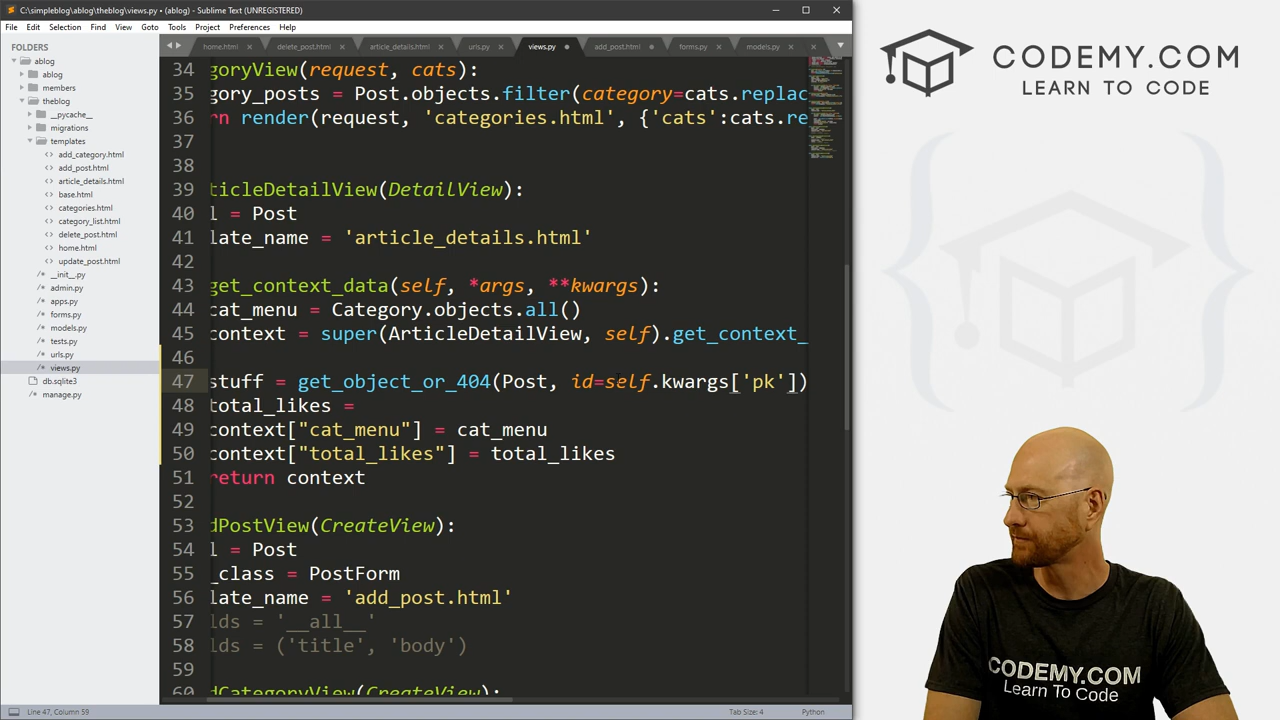 C:\simpleblog\ablog\theblog\views.py • (ablog) - Sublime Text (UNREGISTERED)
File Edit Selection Find View Goto Tools Project Preferences Help
FOLDERS
ablog
ablog
members
theblog
__pycache__
migrations
templates
add_category.html
add_post.html
article_details.html
base.html
categories.html
category_list.html
delete_post.html
home.html
update_post.html
__init__.py
admin.py
apps.py
forms.py
models.py
tests.py
urls.py
views.py
db.sqlite3
manage.py
home.html delete_post.html article_details.html urls.py views.py add_post.html forms.py models.py
34 goryView(request, cats):
35 gory_posts = Post.objects.filter(category=cats.replac
36 rn render(request, 'categories.html', {'cats':cats.re
37
38
39 ticleDetailView(DetailView):
40 l = Post
41 late_name = 'article_details.html'
42
43 get_context_data(self, *args, **kwargs):
44 cat_menu = Category.objects.all()
45 context = super(ArticleDetailView, self).get_context_
46
47 stuff = get_object_or_404(Post, id=self.kwargs['pk'])
48 total_likes =
49 context["cat_menu"] = cat_menu
50 context["total_likes"] = total_likes
51 return context
52
53 dPostView(CreateView):
54 l = Post
55 _class = PostForm
56 late_name = 'add_post.html'
57 lds = '__all__'
58 lds = ('title', 'body')
59
60 dCategoryView(CreateView):
Line 47, Column 59
Tab Size: 4
Python
CODEMY.COM
LEARN TO CODE
CODEMY.COM
Learn To Code